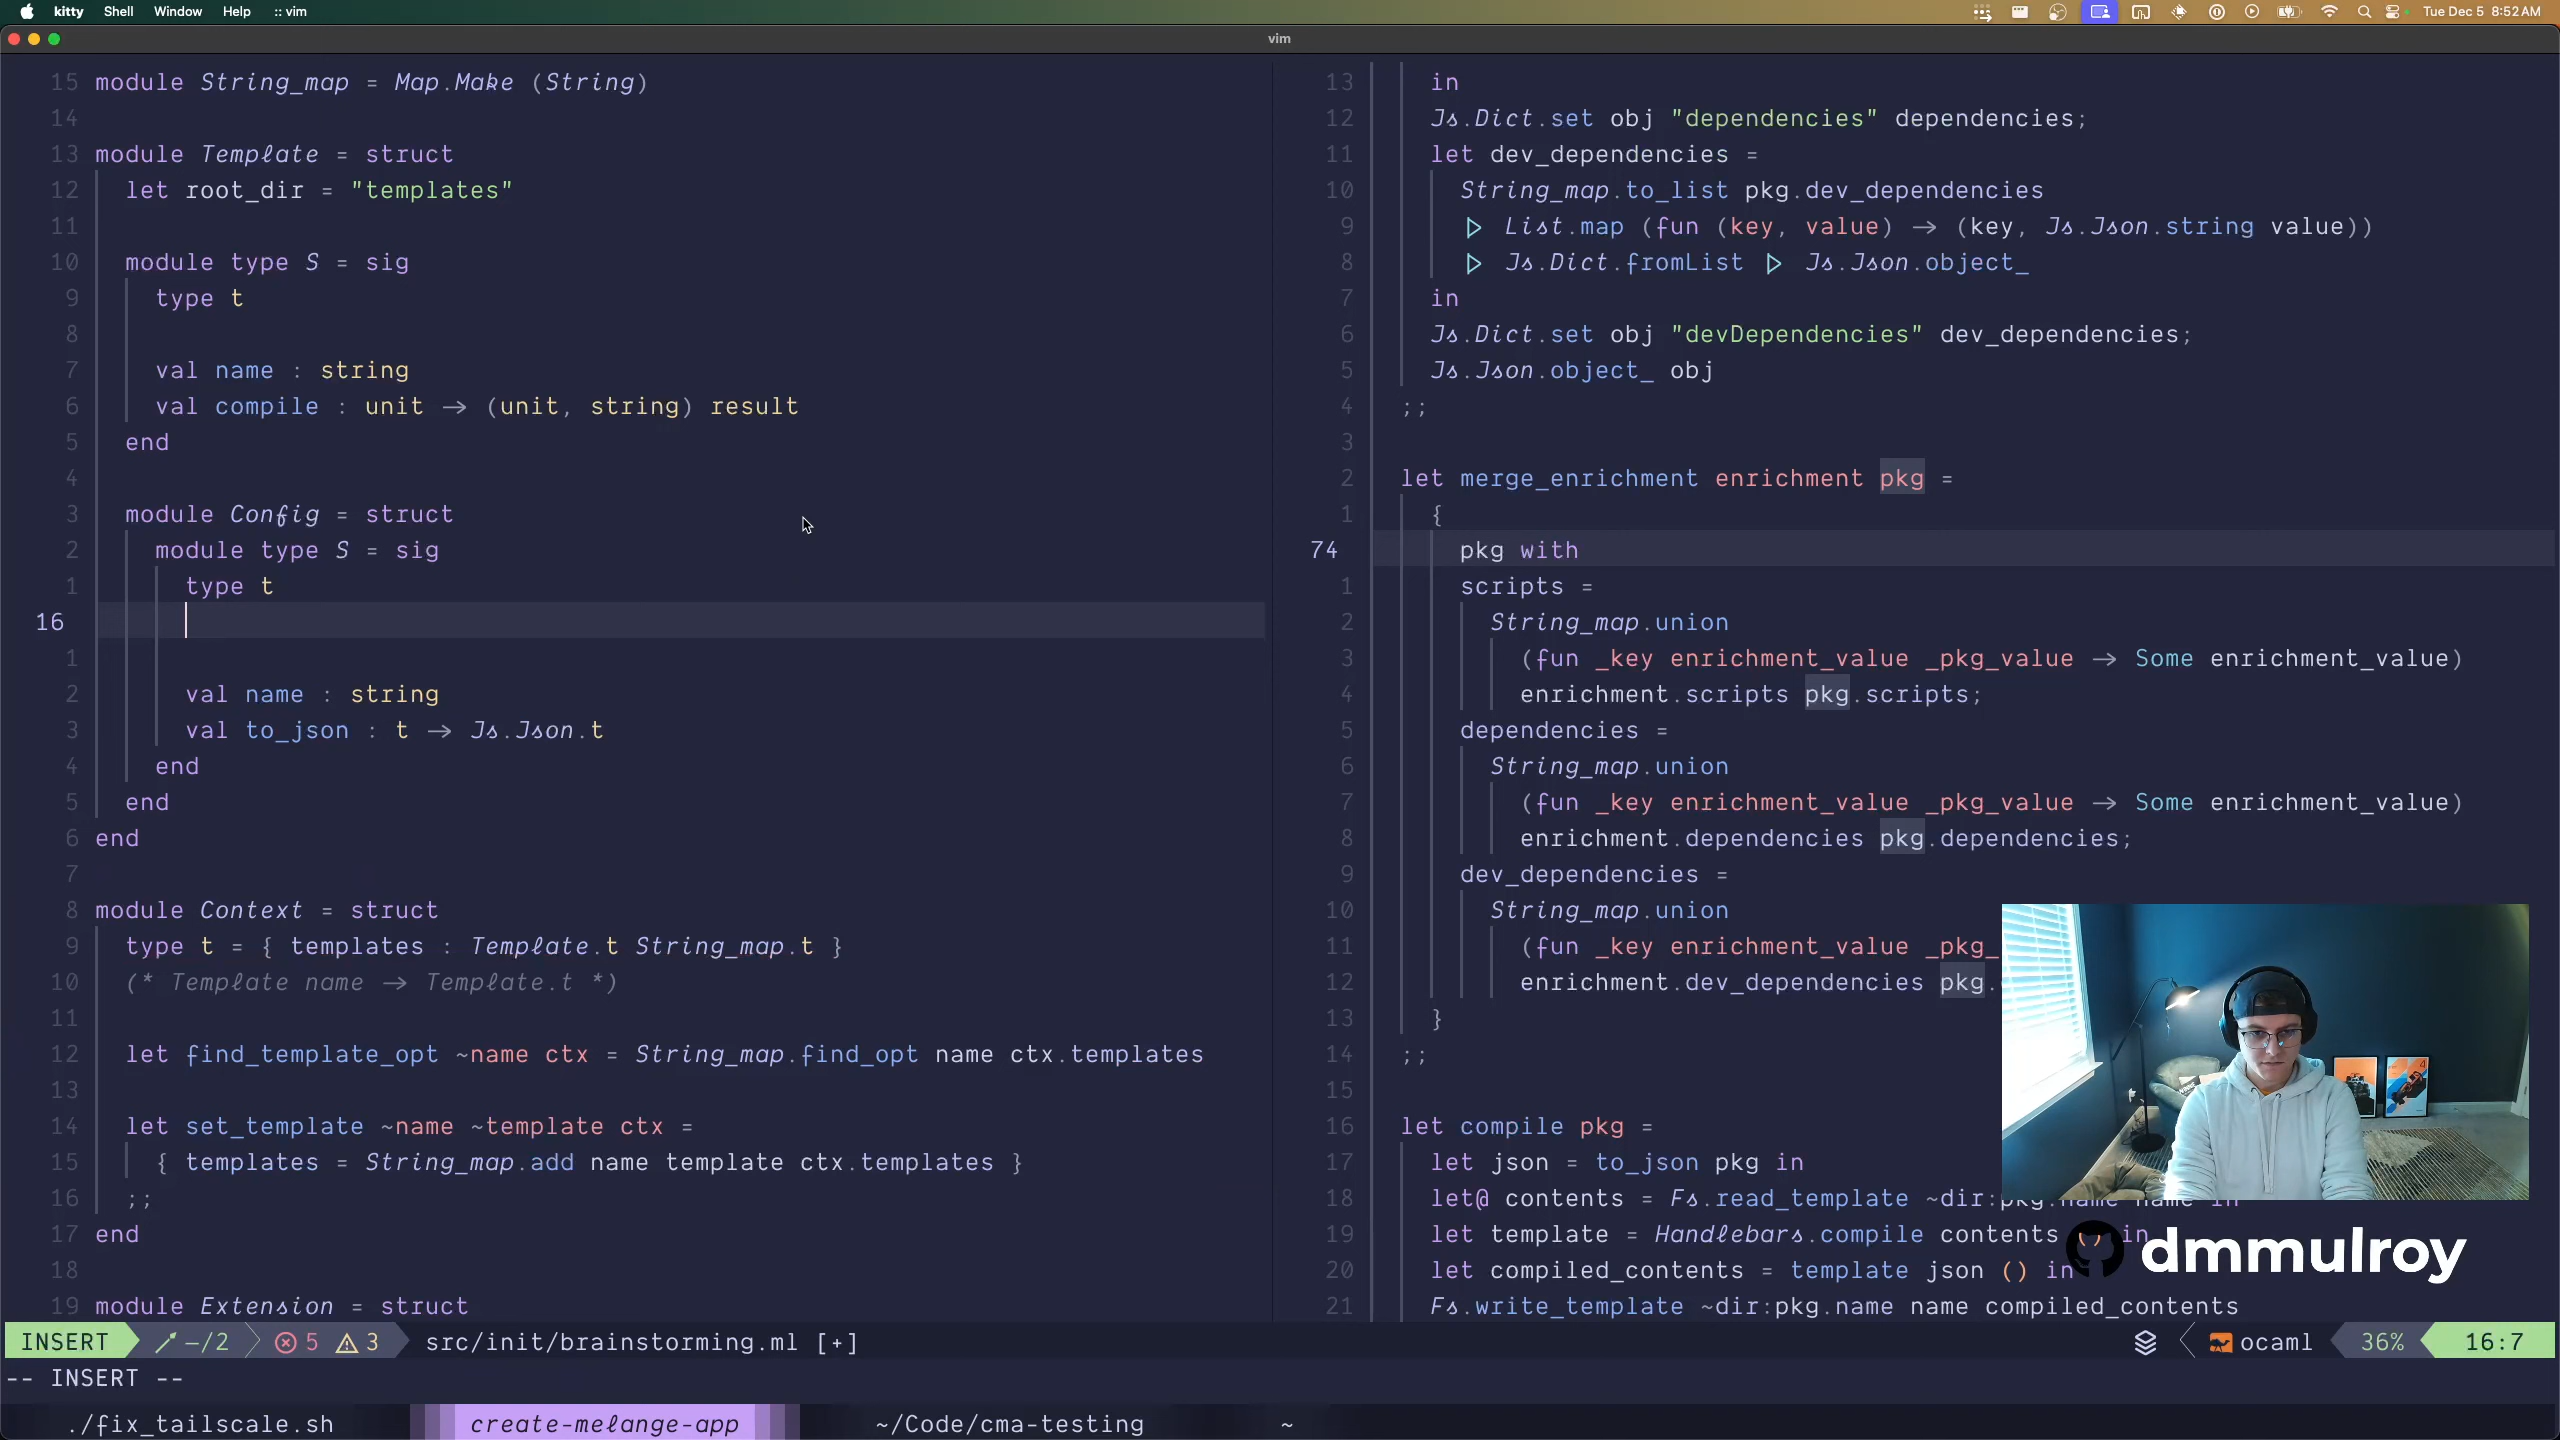 kitty Shell Window Help :: vim
Tue Dec 5 8:52 AM
vim
15 module String_map = Map.Make (String)
14
13 module Template = struct
12 let root_dir = "templates"
11
10 module type S = sig
9 type t
8
7 val name : string
6 val compile : unit → (unit, string) result
5 end
4
3 module Config = struct
2 module type S = sig
1 type t
16
1
2 val name : string
3 val to_json : t → Js.Json.t
4 end
5 end
6 end
7
8 module Context = struct
9 type t = { templates : Template.t String_map.t }
10 (* Template name → Template.t *)
11
12 let find_template_opt ~name ctx = String_map.find_opt name ctx.templates
13
14 let set_template ~name ~template ctx =
15 { templates = String_map.add name template ctx.templates }
16 ;;
17 end
18
19 module Extension = struct
13 in
12 Js.Dict.set obj "dependencies" dependencies;
11 let dev_dependencies =
10 String_map.to_list pkg.dev_dependencies
9 ▷ List.map (fun (key, value) → (key, Js.Json.string value))
8 ▷ Js.Dict.fromList ▷ Js.Json.object_
7 in
6 Js.Dict.set obj "devDependencies" dev_dependencies;
5 Js.Json.object_ obj
4 ;;
3
2 let merge_enrichment enrichment pkg =
1 {
74 pkg with
1 scripts =
2 String_map.union
3 (fun _key enrichment_value _pkg_value → Some enrichment_value)
4 enrichment.scripts pkg.scripts;
5 dependencies =
6 String_map.union
7 (fun _key enrichment_value _pkg_value → Some enrichment_value)
8 enrichment.dependencies pkg.dependencies;
9 dev_dependencies =
10 String_map.union
11 (fun _key enrichment_value _pkg_
12 enrichment.dev_dependencies pkg.
13 }
14 ;;
15
16 let compile pkg =
17 let json = to_json pkg in
18 let@ contents = Fs.read_template ~dir:pkg.name name in
19 let template = Handlebars.compile contents () in
20 let compiled_contents = template json () in
21 Fs.write_template ~dir:pkg.name name compiled_contents
dmmulroy
INSERT –/2 5 3 src/init/brainstorming.ml [+] ocaml 36% 16:7
-- INSERT --
./fix_tailscale.sh create-melange-app ~/Code/cma-testing ~